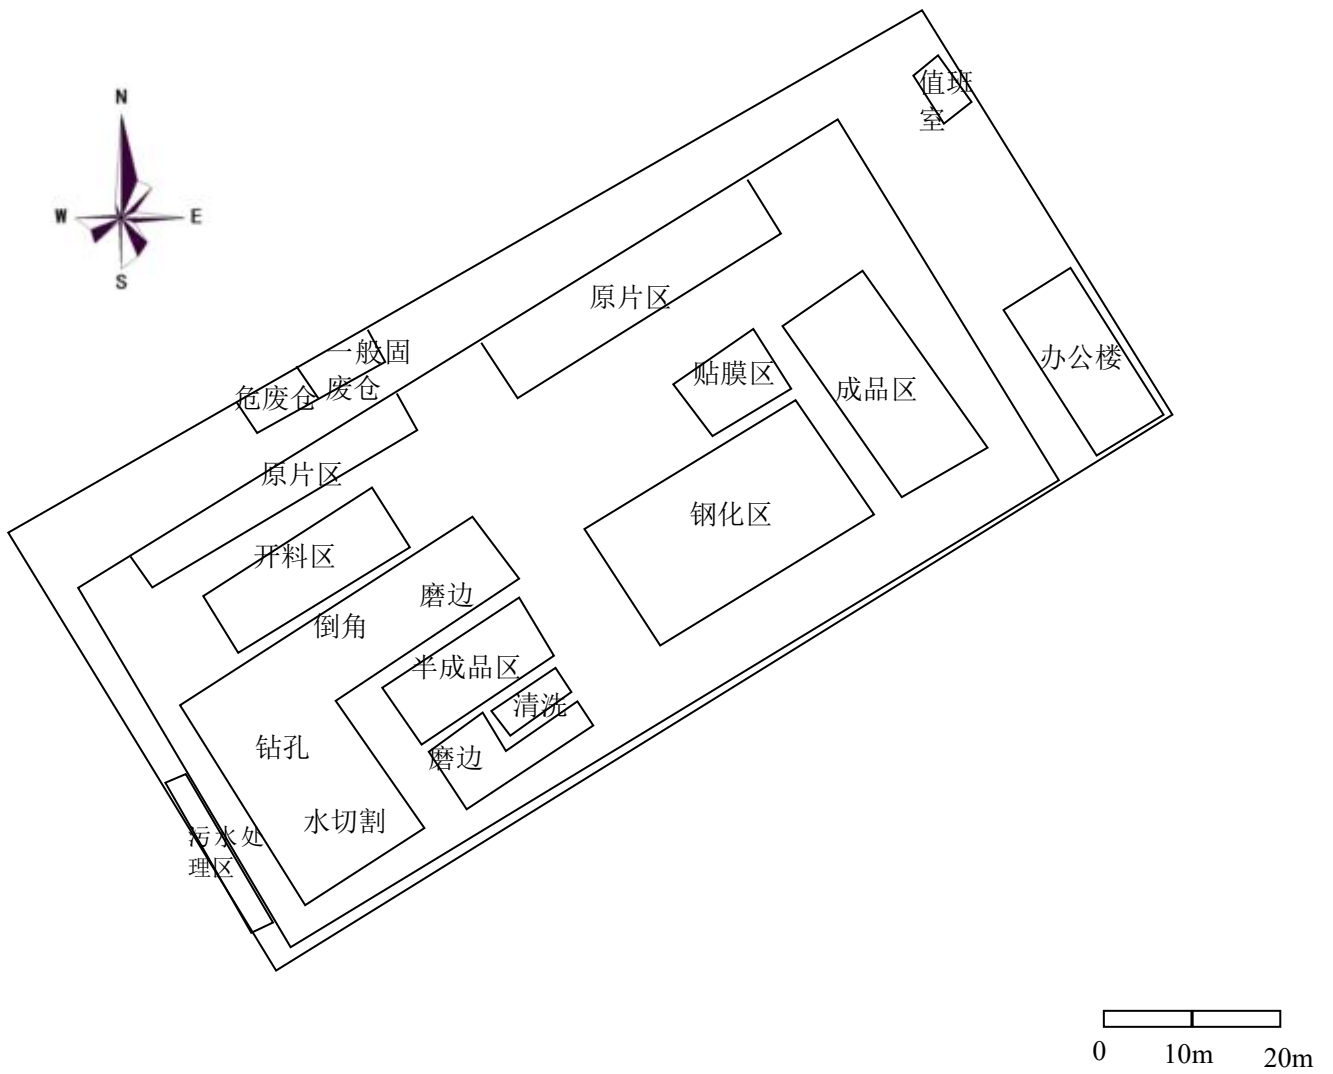 值班
室
N
W
E
S
原片区
一般固
废仓
危废仓
办公楼
贴膜区
成品区
原片区
钢化区
开料区
磨边
倒角
半成品区
清洗
钻孔
磨边
水切割
污水处
理区
0
10m
20m